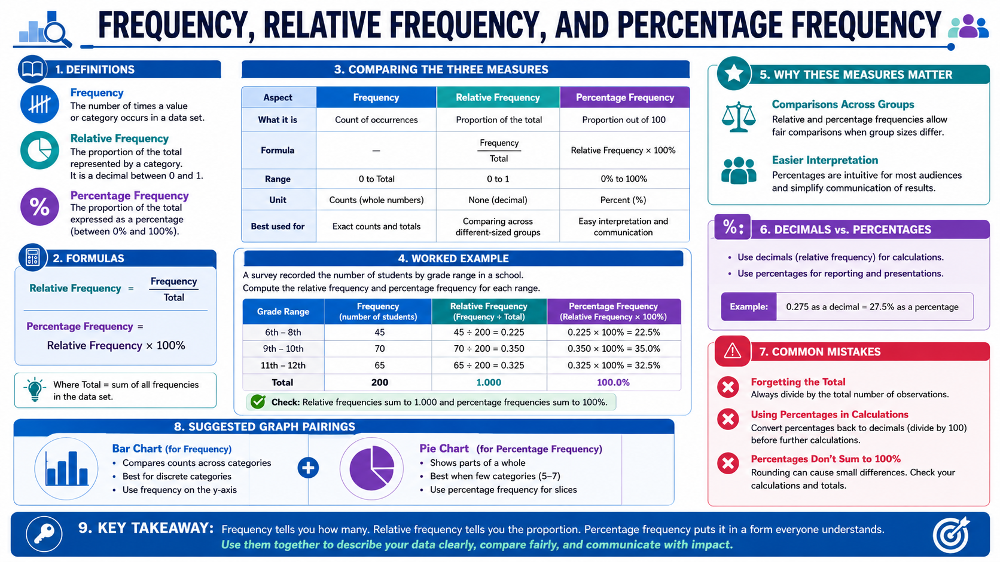 FREQUENCY, RELATIVE FREQUENCY, AND PERCENTAGE FREQUENCY
1. DEFINITIONS
Frequency
The number of times a value
or category occurs in a data set.
Relative Frequency
The proportion of the total
represented by a category.
It is a decimal between 0 and 1.
%
Percentage Frequency
The proportion of the total
expressed as a percentage
(between 0% and 100%).
2. FORMULAS
Relative Frequency = Frequency
Total
Percentage Frequency =
Relative Frequency × 100%
Where Total = sum of all frequencies
in the data set.
3. COMPARING THE THREE MEASURES
Aspect Frequency Relative Frequency Percentage Frequency
What it is Count of occurrences Proportion of the total Proportion out of 100
Formula — Frequency Relative Frequency × 100%
Total
Range 0 to Total 0 to 1 0% to 100%
Unit Counts (whole numbers) None (decimal) Percent (%)
Best used for Exact counts and totals Comparing across Easy interpretation and
different-sized groups communication
4. WORKED EXAMPLE
A survey recorded the number of students by grade range in a school.
Compute the relative frequency and percentage frequency for each range.
Grade Range Frequency Relative Frequency Percentage Frequency
(number of students) (Frequency ÷ Total) (Relative Frequency × 100%)
6th – 8th 45 45 ÷ 200 = 0.225 0.225 × 100% = 22.5%
9th – 10th 70 70 ÷ 200 = 0.350 0.350 × 100% = 35.0%
11th – 12th 65 65 ÷ 200 = 0.325 0.325 × 100% = 32.5%
Total 200 1.000 100.0%
Check: Relative frequencies sum to 1.000 and percentage frequencies sum to 100%.
5. WHY THESE MEASURES MATTER
Comparisons Across Groups
Relative and percentage frequencies allow
fair comparisons when group sizes differ.
Easier Interpretation
Percentages are intuitive for most audiences
and simplify communication of results.
%:
6. DECIMALS vs. PERCENTAGES
• Use decimals (relative frequency) for calculations.
• Use percentages for reporting and presentations.
Example: 0.275 as a decimal = 27.5% as a percentage
7. COMMON MISTAKES
Forgetting the Total
Always divide by the total number of observations.
Using Percentages in Calculations
Convert percentages back to decimals (divide by 100)
before further calculations.
Percentages Don't Sum to 100%
Rounding can cause small differences. Check your
calculations and totals.
8. SUGGESTED GRAPH PAIRINGS
Bar Chart (for Frequency)
• Compares counts across categories
• Best for discrete categories
• Use frequency on the y-axis
Pie Chart (for Percentage Frequency)
• Shows parts of a whole
• Best when few categories (5–7)
• Use percentage frequency for slices
9. KEY TAKEAWAY: Frequency tells you how many. Relative frequency tells you the proportion. Percentage frequency puts it in a form everyone understands.
Use them together to describe your data clearly, compare fairly, and communicate with impact.